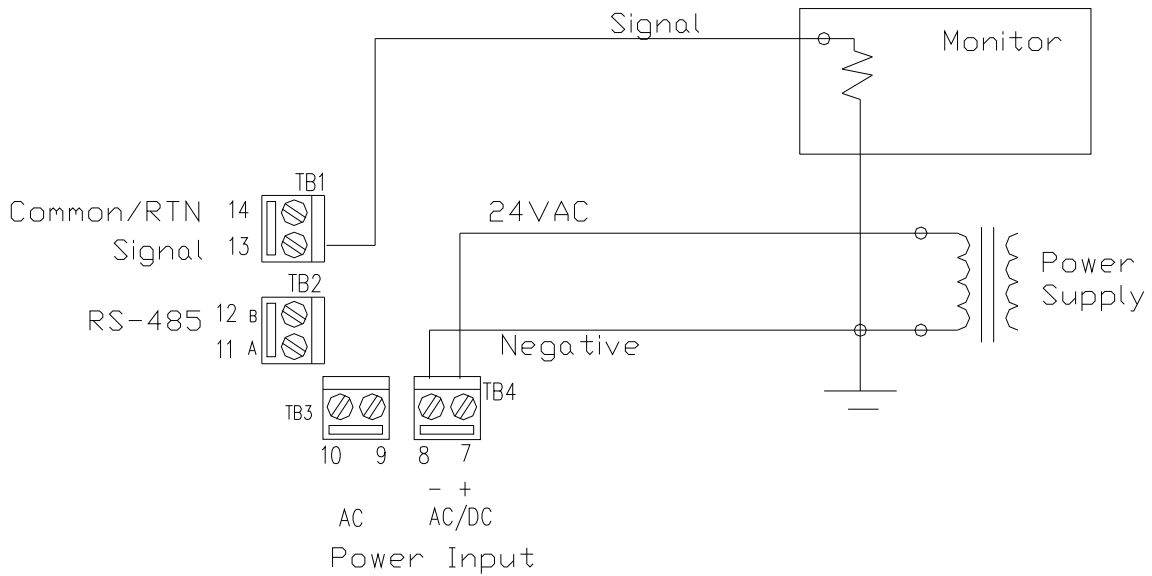 Signal
Monitor
TB1
Common/RTN 14
Signal 13
24VAC
Power
Supply
TB2
RS-485 12 B
11 A
Negative
TB3
TB4
10 9 8 7
- +
AC AC/DC
Power Input